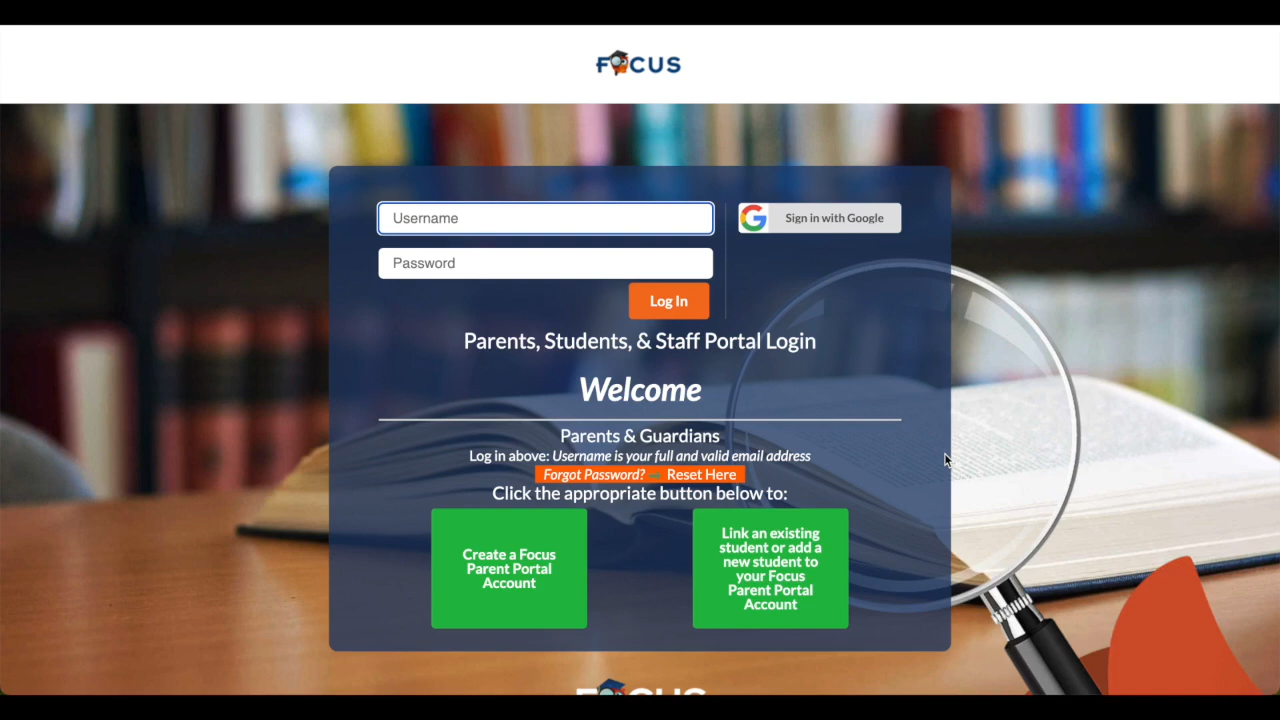 FOCUS
Username
Sign in with Google
Password
Log In
Parents, Students, & Staff Portal Login
Welcome
Parents & Guardians
Log in above: Username is your full and valid email address
Forgot Password? ➡ Reset Here
Click the appropriate button below to:
Create a Focus
Parent Portal
Account
Link an existing
student or add a
new student to
your Focus
Parent Portal
Account
FOCUS